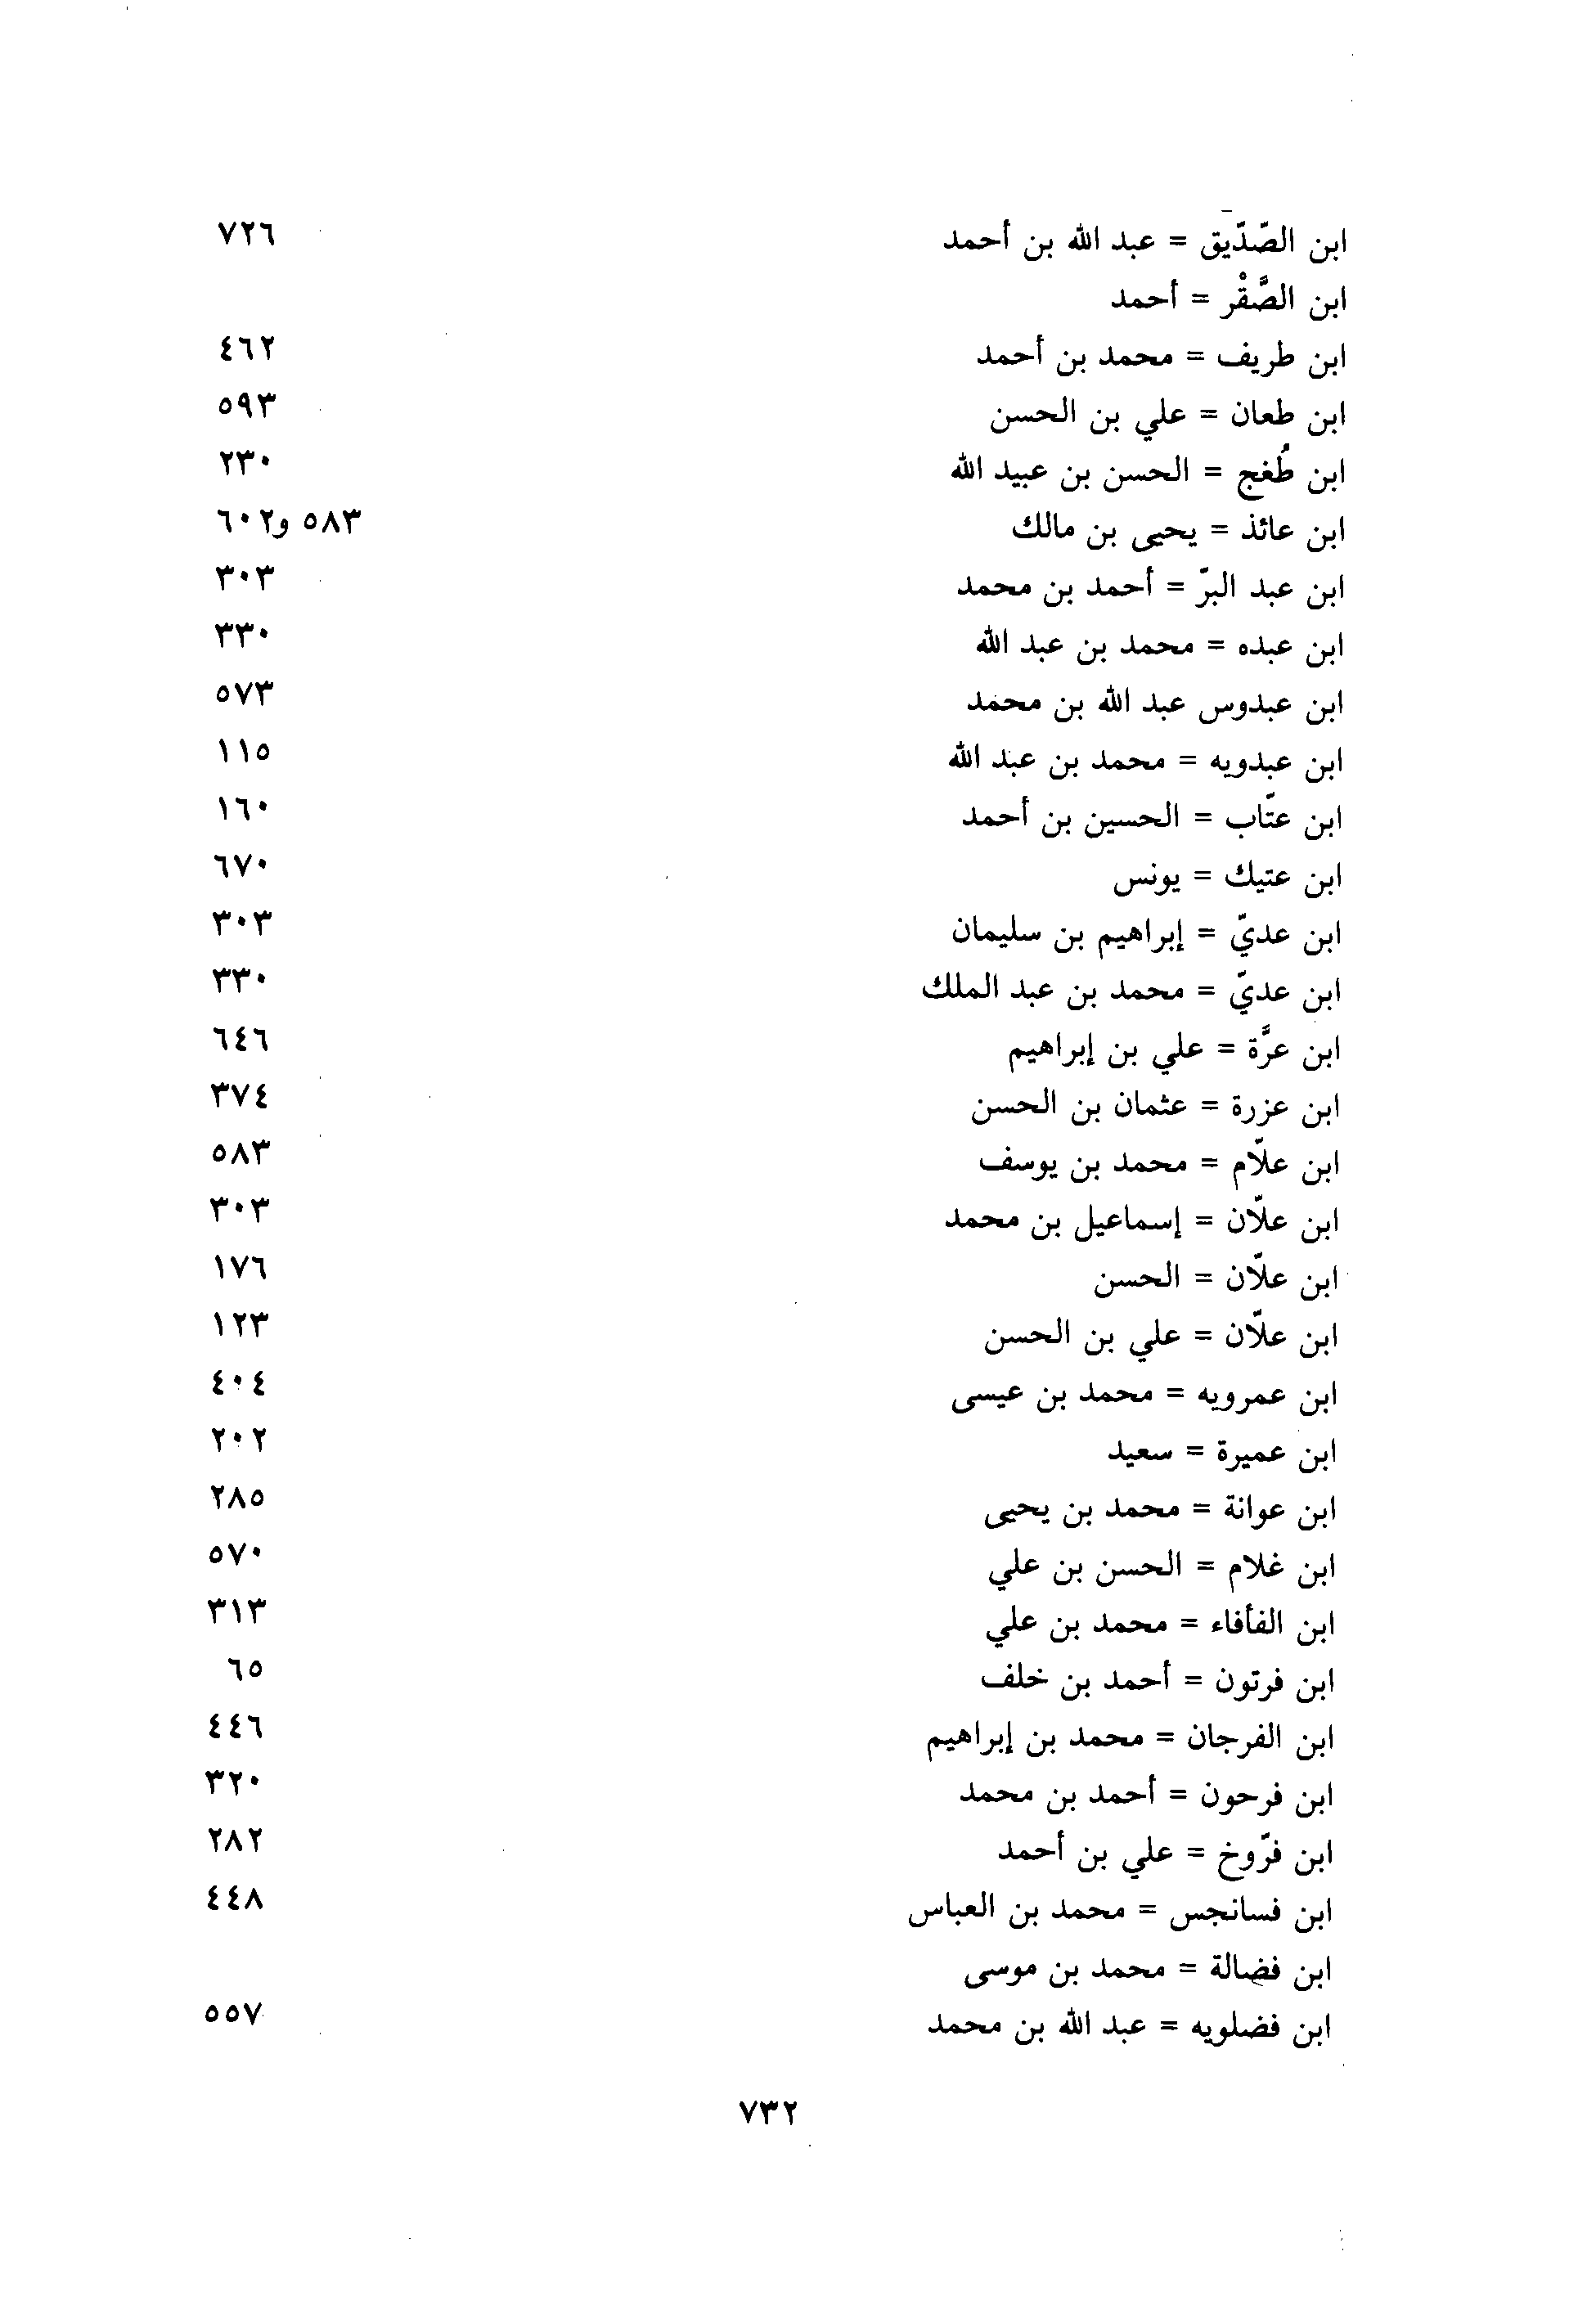 ابن الصّدّيق = عبد الله بن أحمد ٧٢٦
ابن الصَّقْر = أحمد
ابن طريف = محمد بن أحمد ٤٦٢
ابن طعان = علي بن الحسن ٥٩٣
ابن طُغج = الحسن بن عبيد الله ٢٣٠
ابن عائذ = يحيى بن مالك ٥٨٣ و٦٠٢
ابن عبد البرّ = أحمد بن محمد ٣٠٣
ابن عبده = محمد بن عبد الله ٣٣٠
ابن عبدوس عبد الله بن محمد ٥٧٣
ابن عبدويه = محمد بن عبد الله ١١٥
ابن عتّاب = الحسين بن أحمد ١٦٠
ابن عتيك = يونس ٦٧٠
ابن عديّ = إبراهيم بن سليمان ٣٠٣
ابن عديّ = محمد بن عبد الملك ٣٣٠
ابن عرَّة = علي بن إبراهيم ٦٤٦
ابن عزرة = عثمان بن الحسن ٣٧٤
ابن علّام = محمد بن يوسف ٥٨٣
ابن علّان = إسماعيل بن محمد ٣٠٣
ابن علّان = الحسن ١٧٦
ابن علّان = علي بن الحسن ١٢٣
ابن عمرويه = محمد بن عيسى ٤٠٤
ابن عميرة = سعيد ٢٠٢
ابن عوانة = محمد بن يحيى ٢٨٥
ابن غلام = الحسن بن علي ٥٧٠
ابن الفأفاء = محمد بن علي ٣١٣
ابن فرتون = أحمد بن خلف ٦٥
ابن الفرجان = محمد بن إبراهيم ٤٤٦
ابن فرحون = أحمد بن محمد ٣٢٠
ابن فرّوخ = علي بن أحمد ٢٨٢
ابن فسانجس = محمد بن العباس ٤٤٨
ابن فضالة = محمد بن موسى
ابن فضلويه = عبد الله بن محمد ٥٥٧
٧٣٢